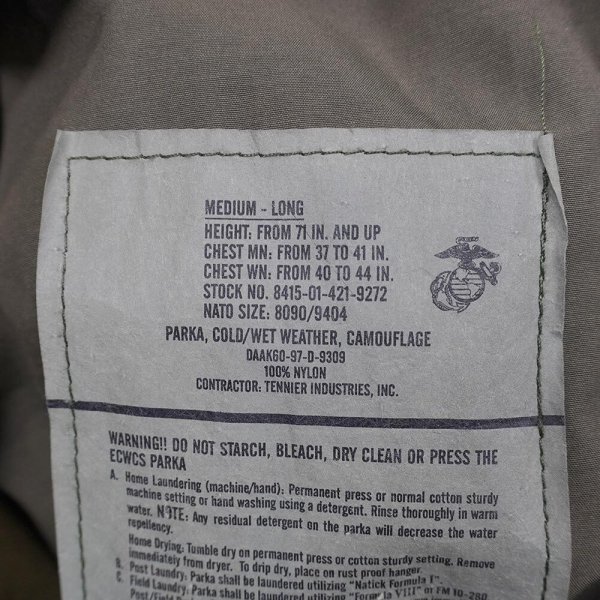 MEDIUM - LONG
HEIGHT: FROM 71 IN. AND UP
CHEST MN: FROM 37 TO 41 IN.
CHEST WN: FROM 40 TO 44 IN.
STOCK NO. 8415-01-421-9272
NATO SIZE: 8090/9404
PARKA, COLD/WET WEATHER, CAMOUFLAGE
DAAK60-97-D-9309
100% NYLON
CONTRACTOR: TENNIER INDUSTRIES, INC.
WARNING!! DO NOT STARCH, BLEACH, DRY CLEAN OR PRESS THE
ECWCS PARKA
A. Home Laundering (machine/hand): Permanent press or normal cotton sturdy
machine setting or hand washing using a detergent. Rinse thoroughly in warm
water. NOTE: Any residual detergent on the parka will decrease the water
repellency.
Home Drying: Tumble dry on permanent press or cotton sturdy setting. Remove
immediately from dryer. To drip dry, place on rust proof hanger.
B. Post Laundry: Parka shall be laundered utilizing "Natick Formula I".
C. Field Laundry: Parka shall be laundered utilizing "Formula VIII" or FM 10-280